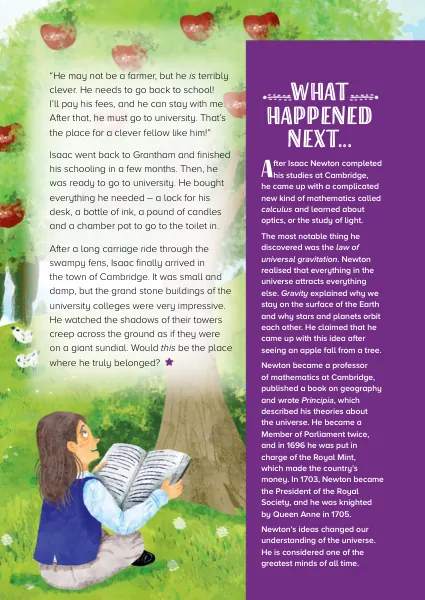 “He may not be a farmer, but he is terribly
clever. He needs to go back to school!
I’ll pay his fees, and he can stay with me.
After that, he must go to university. That’s
the place for a clever fellow like him!”
Isaac went back to Grantham and finished
his schooling in a few months. Then, he
was ready to go to university. He bought
everything he needed – a lock for his
desk, a bottle of ink, a pound of candles
and a chamber pot to go to the toilet in.
After a long carriage ride through the
swampy fens, Isaac finally arrived in
the town of Cambridge. It was small and
damp, but the grand stone buildings of the
university colleges were very impressive.
He watched the shadows of their towers
creep across the ground as if they were
on a giant sundial. Would this be the place
where he truly belonged?
WHAT
HAPPENED
NEXT...
After Isaac Newton completed
his studies at Cambridge,
he came up with a complicated
new kind of mathematics called
calculus and learned about
optics, or the study of light.
The most notable thing he
discovered was the law of
universal gravitation. Newton
realised that everything in the
universe attracts everything
else. Gravity explained why we
stay on the surface of the Earth
and why stars and planets orbit
each other. He claimed that he
came up with this idea after
seeing an apple fall from a tree.
Newton became a professor
of mathematics at Cambridge,
published a book on geography
and wrote Principia, which
described his theories about
the universe. He became a
Member of Parliament twice,
and in 1696 he was put in
charge of the Royal Mint,
which made the country’s
money. In 1703, Newton became
the President of the Royal
Society, and he was knighted
by Queen Anne in 1705.
Newton’s ideas changed our
understanding of the universe.
He is considered one of the
greatest minds of all time.